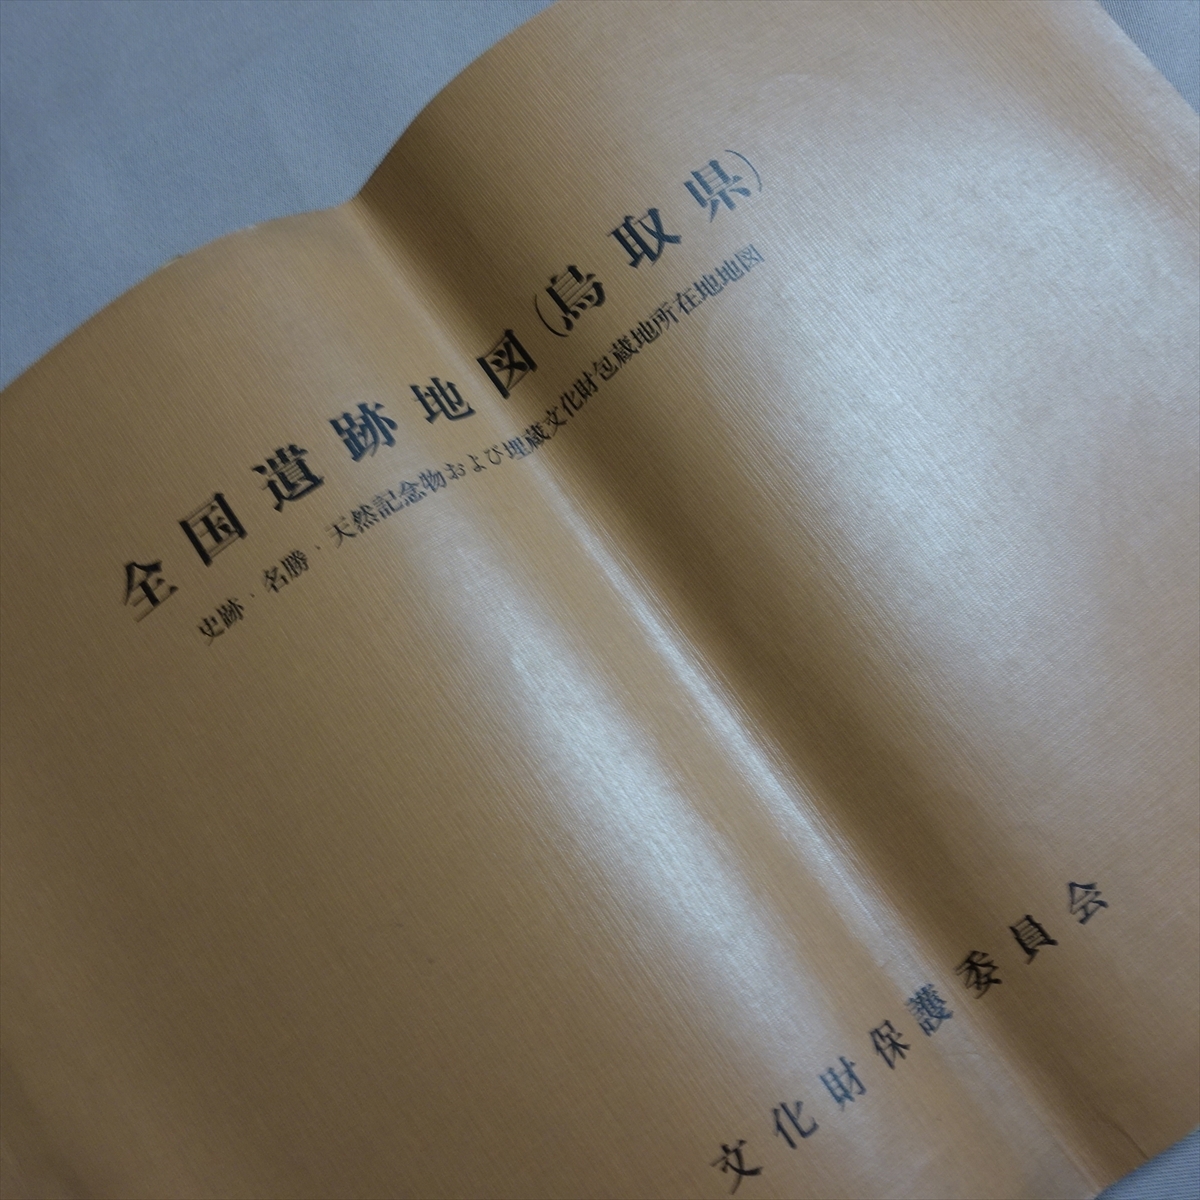 全国遺跡地図(鳥取県)
史跡・名勝・天然記念物および埋蔵文化財包蔵地所在地地図
文化財保護委員会